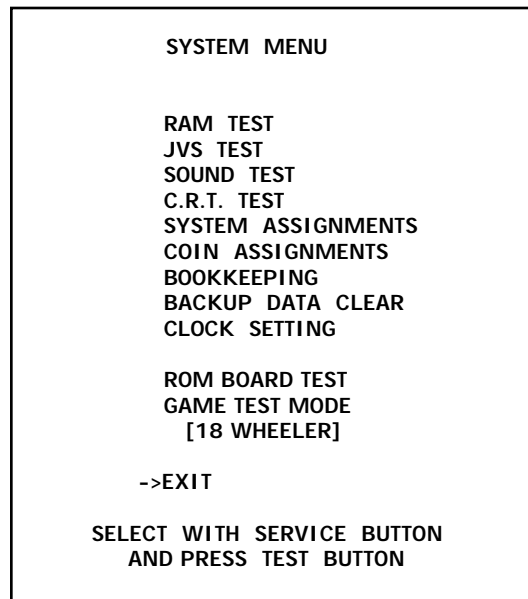 SYSTEM MENU
RAM TEST
JVS TEST
SOUND TEST
C.R.T. TEST
SYSTEM ASSIGNMENTS
COIN ASSIGNMENTS
BOOKKEEPING
BACKUP DATA CLEAR
CLOCK SETTING
ROM BOARD TEST
GAME TEST MODE
[18 WHEELER]
->EXIT
SELECT WITH SERVICE BUTTON
AND PRESS TEST BUTTON